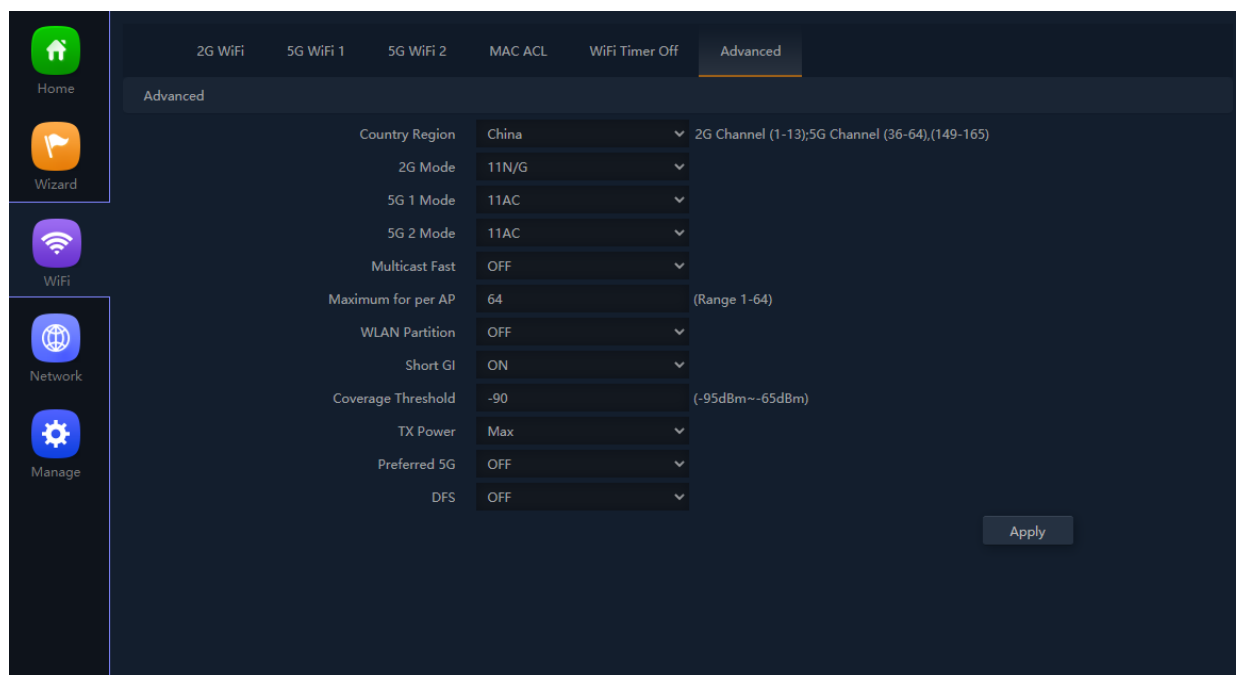 2G WiFi 5G WiFi 1 5G WiFi 2 MAC ACL WiFi Timer Off Advanced
Home
Wizard
WiFi
Network
Manage
Advanced
Country Region China 2G Channel (1-13);5G Channel (36-64),(149-165)
2G Mode 11N/G
5G 1 Mode 11AC
5G 2 Mode 11AC
Multicast Fast OFF
Maximum for per AP 64 (Range 1-64)
WLAN Partition OFF
Short GI ON
Coverage Threshold -90 (-95dBm~-65dBm)
TX Power Max
Preferred 5G OFF
DFS OFF
Apply